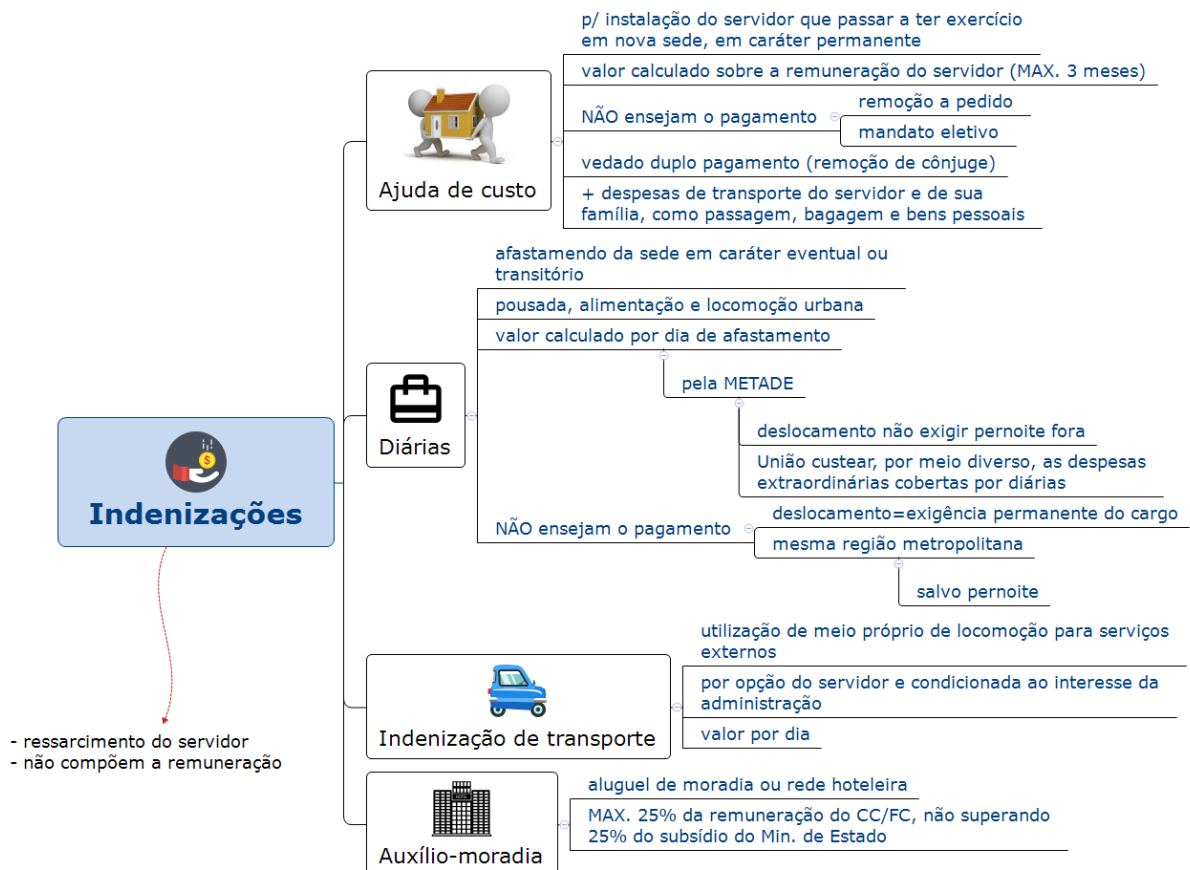 Indenizações
- ressarcimento do servidor
- não compõem a remuneração
Ajuda de custo
p/ instalação do servidor que passar a ter exercício
em nova sede, em caráter permanente
valor calculado sobre a remuneração do servidor (MAX. 3 meses)
NÃO ensejam o pagamento
remoção a pedido
mandato eletivo
vedado duplo pagamento (remoção de cônjuge)
+ despesas de transporte do servidor e de sua
família, como passagem, bagagem e bens pessoais
Diárias
afastamendo da sede em caráter eventual ou
transitório
pousada, alimentação e locomoção urbana
valor calculado por dia de afastamento
pela METADE
deslocamento não exigir pernoite fora
União custear, por meio diverso, as despesas
extraordinárias cobertas por diárias
NÃO ensejam o pagamento
deslocamento=exigência permanente do cargo
mesma região metropolitana
salvo pernoite
Indenização de transporte
utilização de meio próprio de locomoção para serviços
externos
por opção do servidor e condicionada ao interesse da
administração
valor por dia
Auxílio-moradia
aluguel de moradia ou rede hoteleira
MAX. 25% da remuneração do CC/FC, não superando
25% do subsídio do Min. de Estado